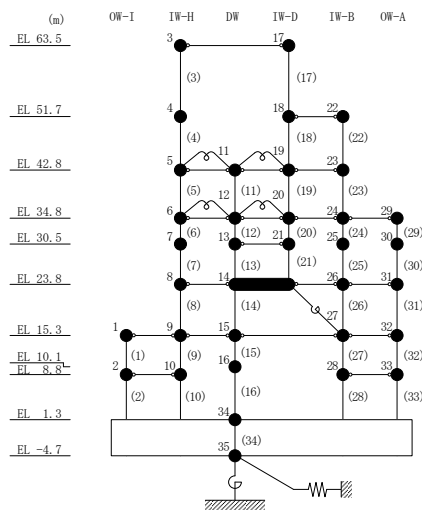 (m) OW-I IW-H DW IW-D IW-B OW-A
EL 63.5 3 17
(3) (17)
EL 51.7 4 18 22
(4) (18) (22)
EL 42.8 5 11 19 23
(5) (11) (19) (23)
EL 34.8 6 12 20 24 29
(6) (12) (20) (24) (29)
EL 30.5 7 13 21 25 30
(7) (13) (21) (25) (30)
EL 23.8 8 14 26 31
(8) (14) (26) (31)
EL 15.3 1 9 15 27 32
(1) (9) (15) (27) (32)
EL 10.1 16
EL 8.8 2 10 28 33
(2) (10) (16) (28) (33)
EL 1.3 34
(34)
EL -4.7 35